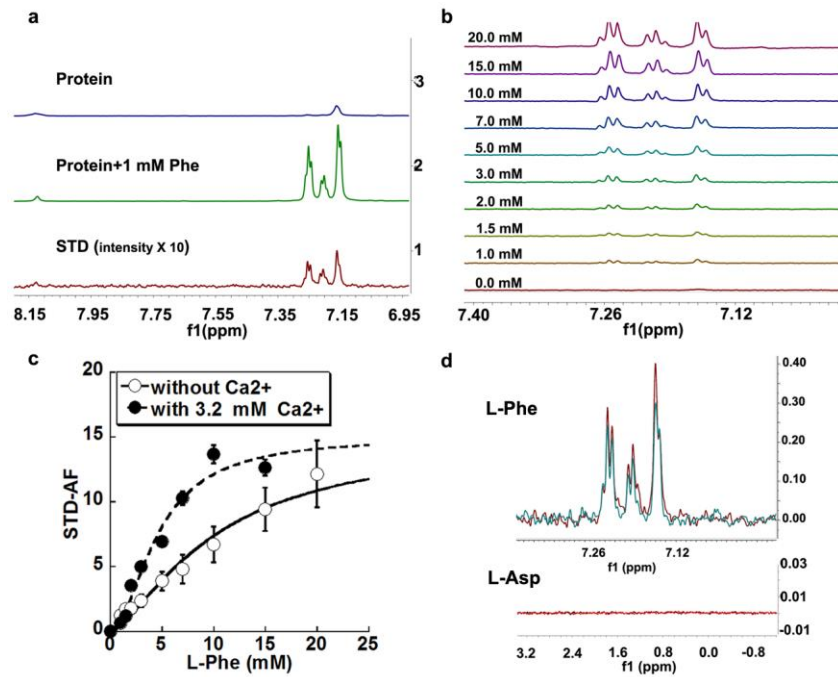 a
Protein
3
Protein+1 mM Phe
2
STD (intensity X 10)
1
8.15 7.95 7.75 7.55 7.35 7.15 6.95
f1(ppm)
b
20.0 mM
15.0 mM
10.0 mM
7.0 mM
5.0 mM
3.0 mM
2.0 mM
1.5 mM
1.0 mM
0.0 mM
7.40 7.26 7.12
f1(ppm)
c
20
without Ca2+
with 3.2 mM Ca2+
15
10
5
0
STD-AF
0 5 10 15 20 25
L-Phe (mM)
d
L-Phe
0.40
0.30
0.20
0.10
0.00
7.26 7.12
f1 (ppm)
L-Asp
0.03
0.01
-0.01
3.2 2.4 1.6 0.8 0.0 -0.8
f1 (ppm)